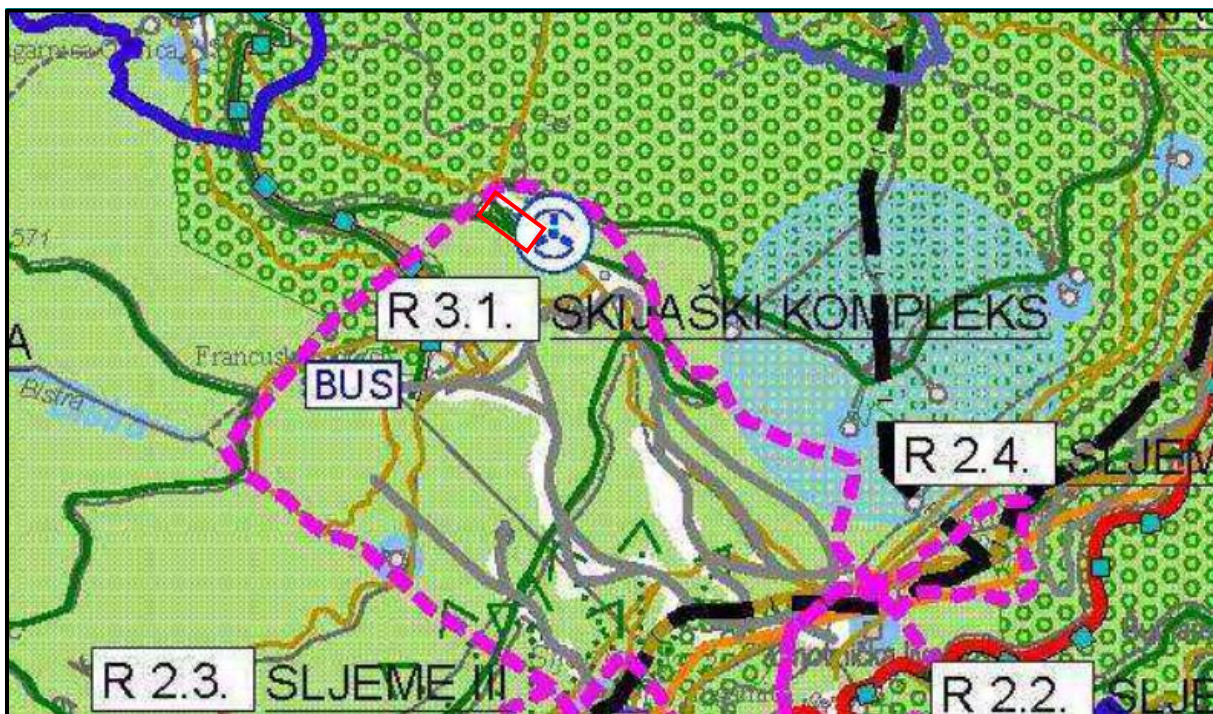 571
R 3.1. SKIJAŠKI KOMPLEKS
A
Francusk
BUS
Bistra
R 2.4. SLJEM
R 2.3. SLJEME III
R 2.2. SLJE